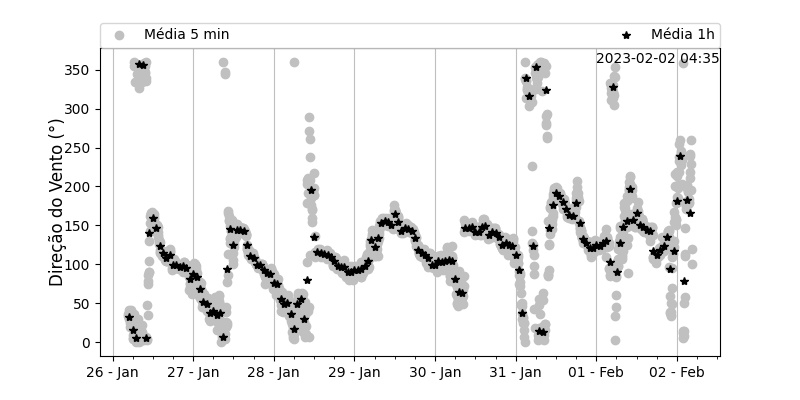 Média 5 min
Média 1h
2023-02-02 04:35
Direção do Vento (°)
350
300
250
200
150
100
50
0
26 - Jan
27 - Jan
28 - Jan
29 - Jan
30 - Jan
31 - Jan
01 - Feb
02 - Feb